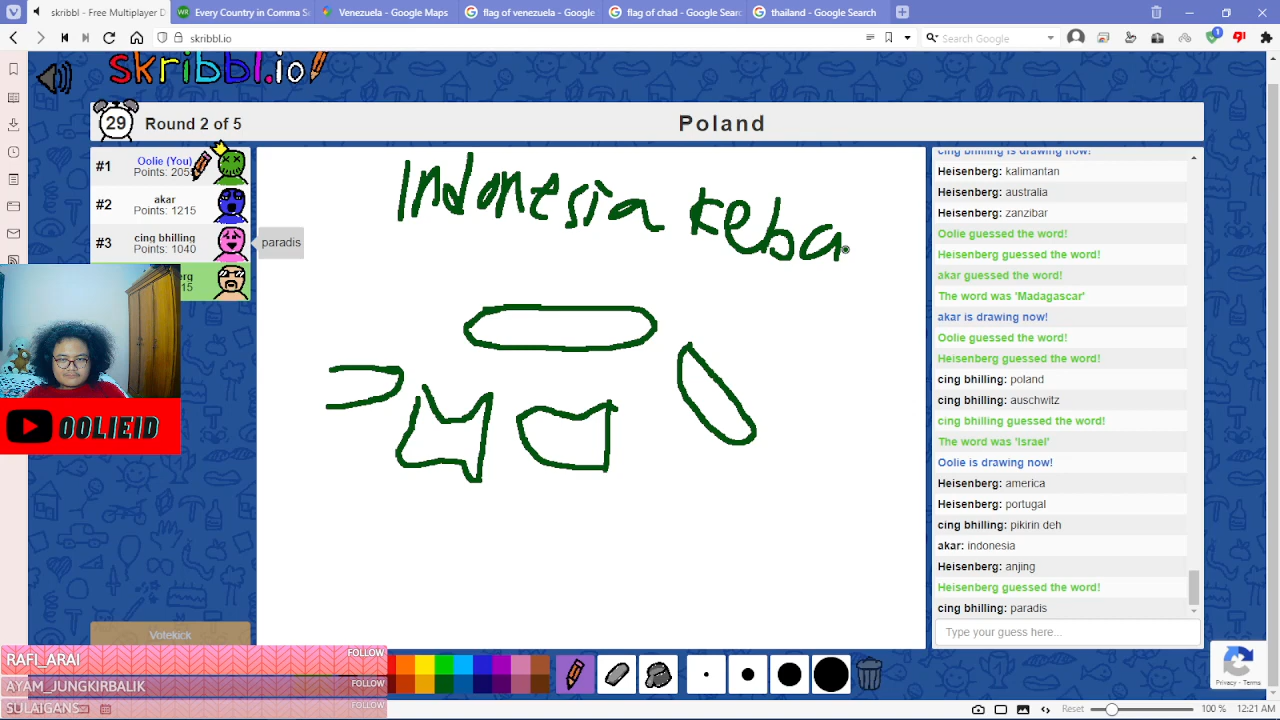 skribbl - Free Multiplayer D
Every Country in Comma S
Venezuela - Google Maps
flag of venezuela - Google
flag of chad - Google Searc
thailand - Google Search
skribbl.io
Search Google
skribbl.io
29
Round 2 of 5
Poland
#1 Oolie (You)
Points: 2055
#2 akar
Points: 1215
#3 cing bhilling
Points: 1040
erg
15
paradis
Indonesia keba
OOLIEID
Votekick
RAFI_ARAI FOLLOW
AYAM_JUNGKIRBALIK FOLLOW
SULAIGANS FOLLOW
cing bhilling is drawing now!
Heisenberg: kalimantan
Heisenberg: australia
Heisenberg: zanzibar
Oolie guessed the word!
Heisenberg guessed the word!
akar guessed the word!
The word was 'Madagascar'
akar is drawing now!
Oolie guessed the word!
Heisenberg guessed the word!
cing bhilling: poland
cing bhilling: auschwitz
cing bhilling guessed the word!
The word was 'Israel'
Oolie is drawing now!
Heisenberg: america
Heisenberg: portugal
cing bhilling: pikirin deh
akar: indonesia
Heisenberg: anjing
Heisenberg guessed the word!
cing bhilling: paradis
Type your guess here...
Privacy - Terms
Reset
100 %
12:21 AM